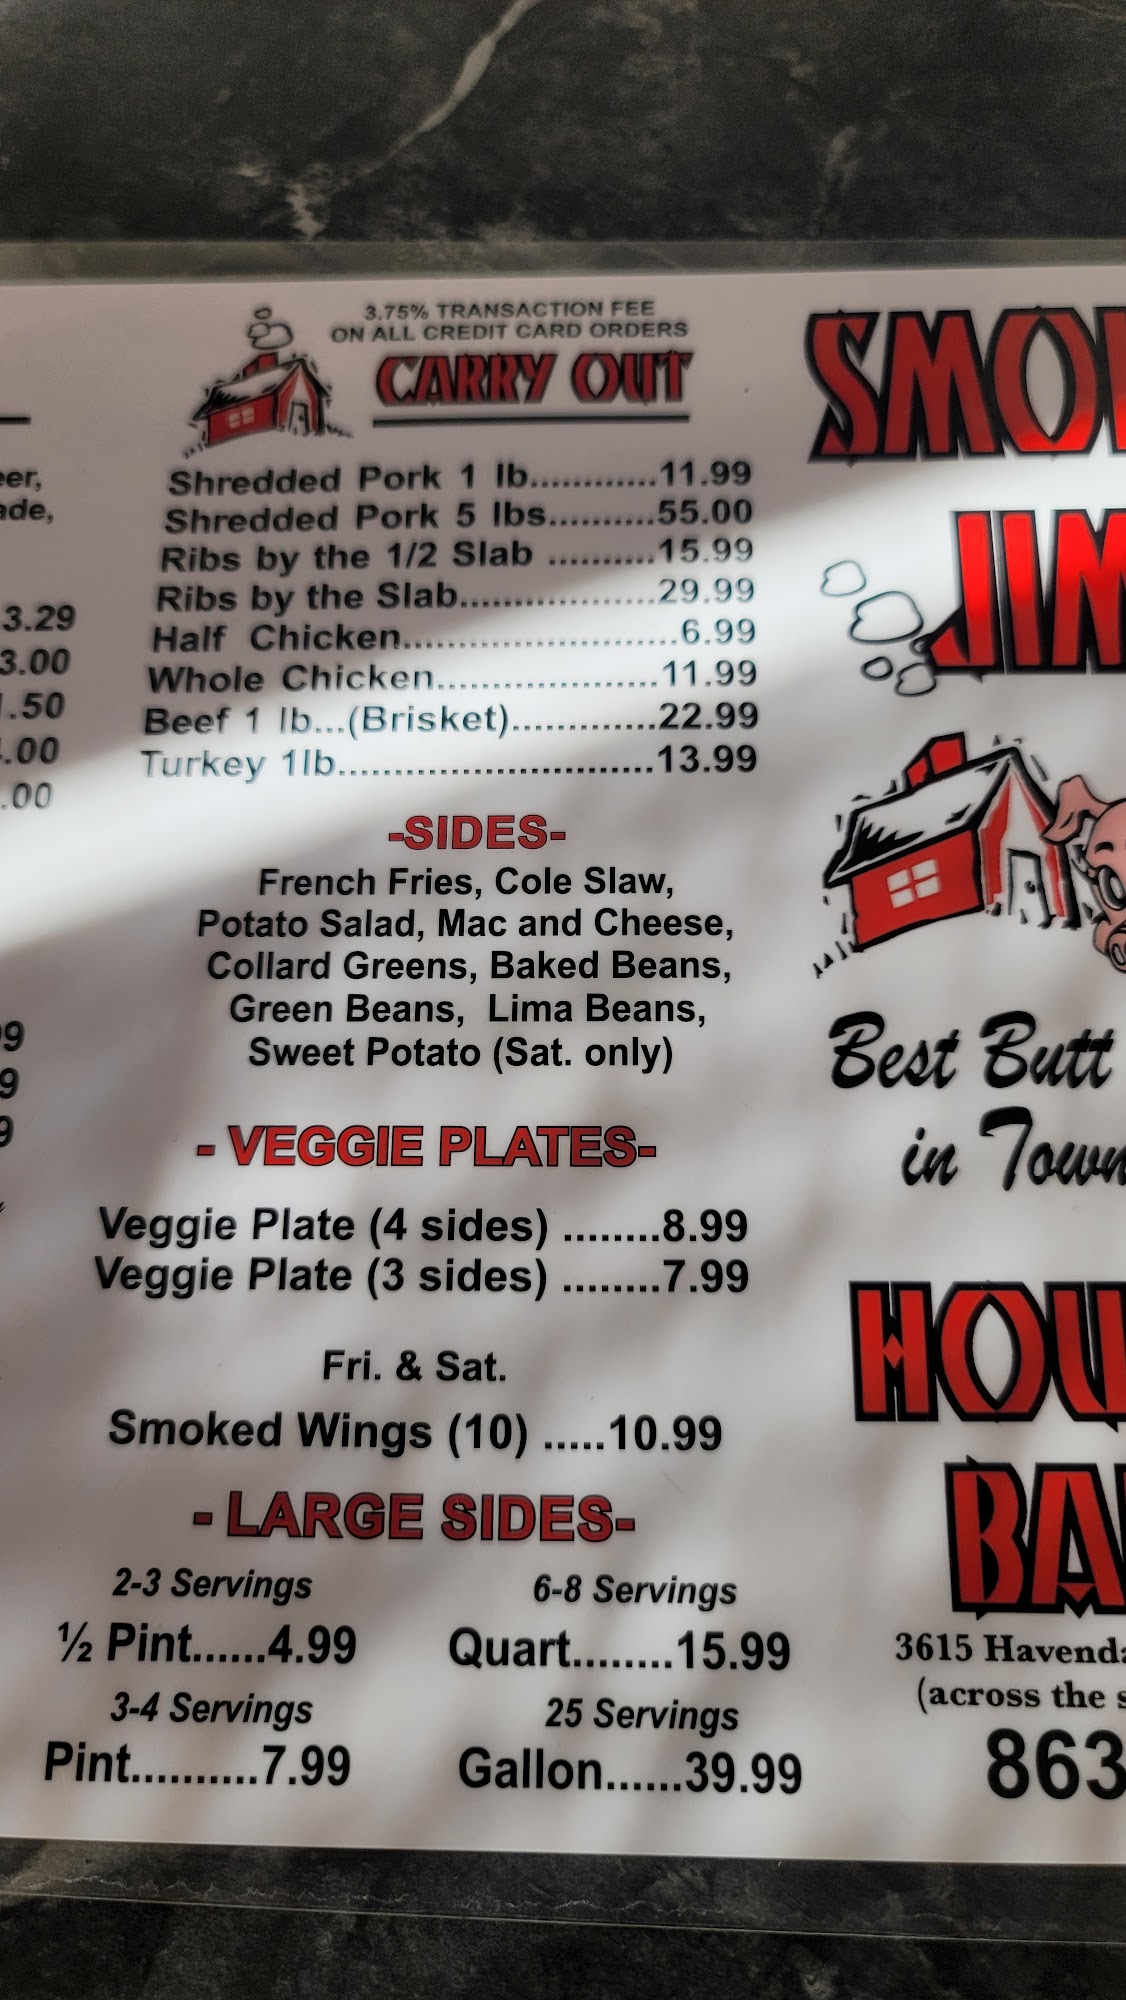 3.75% TRANSACTION FEE
ON ALL CREDIT CARD ORDERS
CARRY OUT
Shredded Pork 1 lb............11.99
Shredded Pork 5 lbs..........55.00
Ribs by the 1/2 Slab ..........15.99
Ribs by the Slab..................29.99
Half Chicken.........................6.99
Whole Chicken....................11.99
Beef 1 lb...(Brisket).............22.99
Turkey 1lb............................13.99
-SIDES-
French Fries, Cole Slaw,
Potato Salad, Mac and Cheese,
Collard Greens, Baked Beans,
Green Beans, Lima Beans,
Sweet Potato (Sat. only)
- VEGGIE PLATES-
Veggie Plate (4 sides) ........8.99
Veggie Plate (3 sides) ........7.99
Fri. & Sat.
Smoked Wings (10) .....10.99
- LARGE SIDES-
2-3 Servings
½ Pint......4.99
3-4 Servings
Pint..........7.99
6-8 Servings
Quart........15.99
25 Servings
Gallon......39.99
3.29
3.00
.50
.00
.00
JIM
Best Butt
in Town
3615
(across the
863